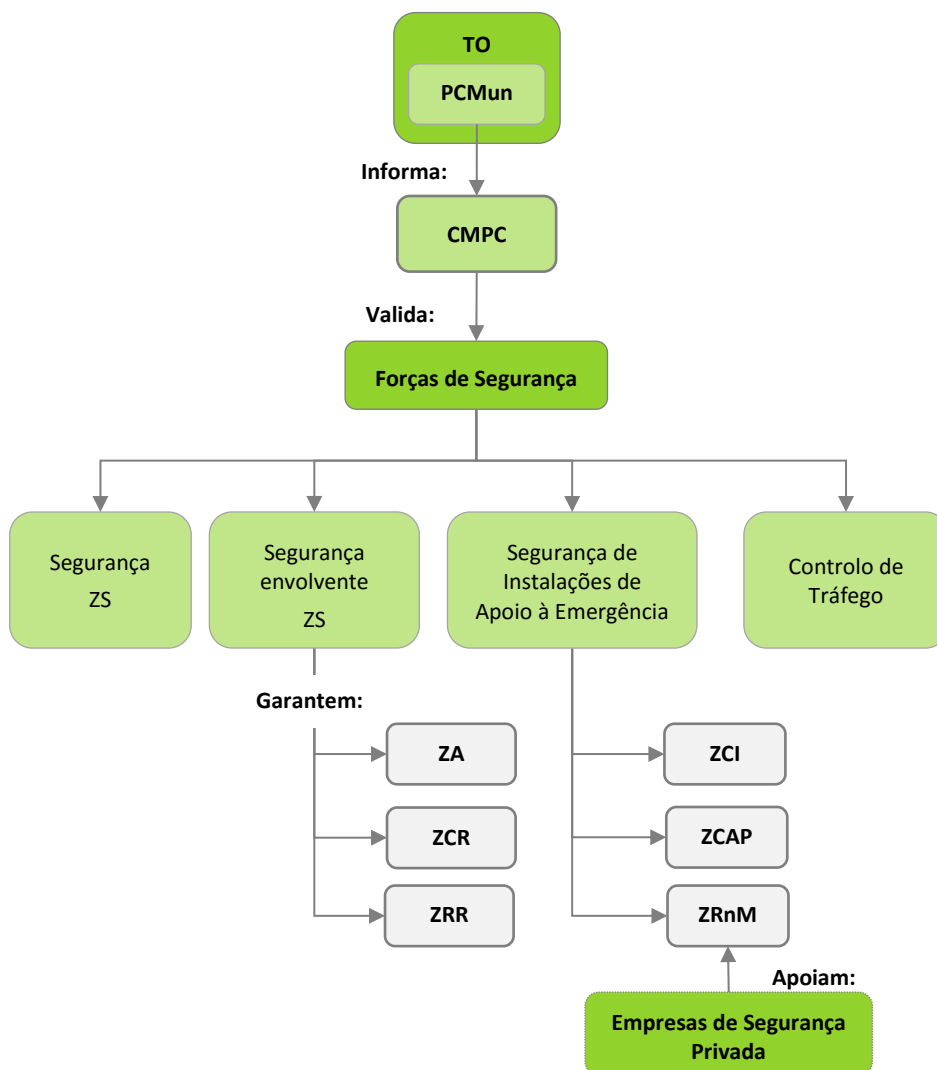 TO
PCMun
Informa:
CMPC
Valida:
Forças de Segurança
Segurança
ZS
Segurança
envolvente
ZS
Segurança de
Instalações de
Apoio à Emergência
Controlo de
Tráfego
Garantem:
ZA
ZCR
ZRR
ZCI
ZCAP
ZRnM
Apoiam:
Empresas de Segurança
Privada